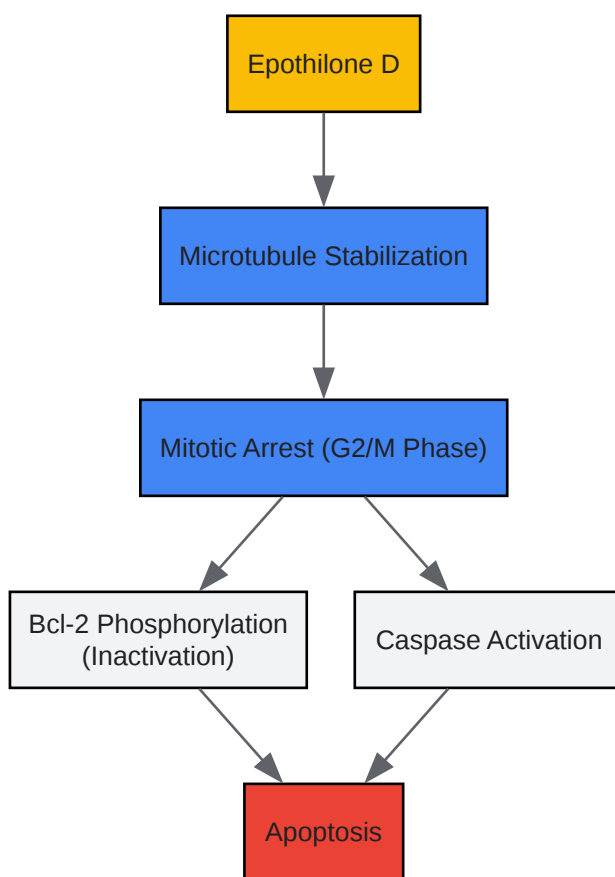 Epothilone D
Microtubule Stabilization
Mitotic Arrest (G2/M Phase)
Bcl-2 Phosphorylation
(Inactivation)
Caspase Activation
Apoptosis